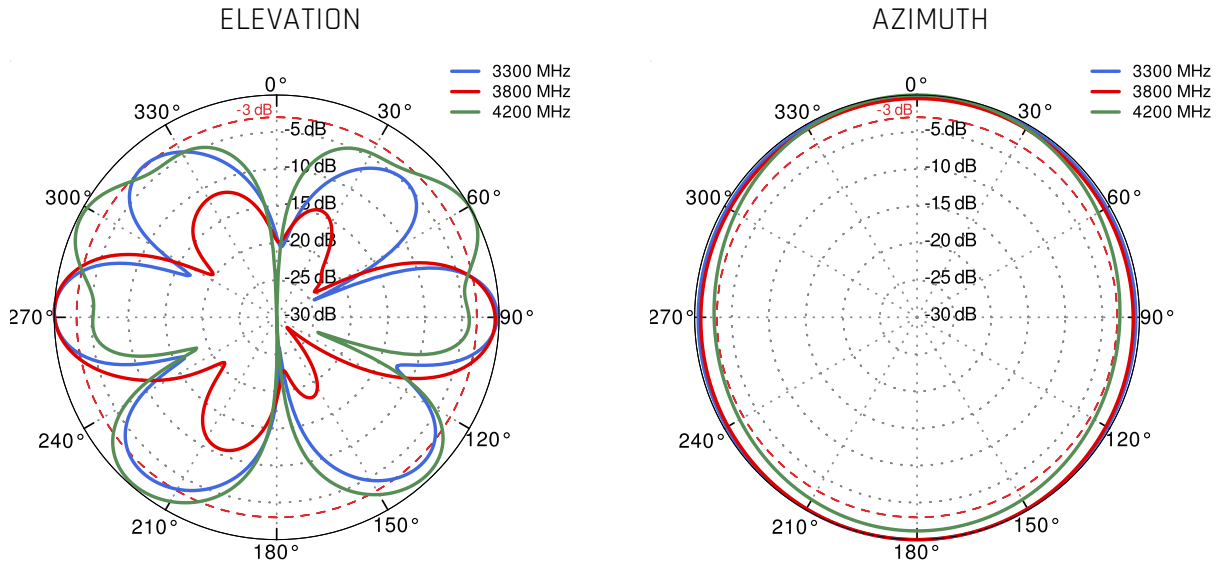 ELEVATION
3300 MHz
3800 MHz
4200 MHz
0°
30°
60°
90°
120°
150°
180°
210°
240°
270°
300°
330°
-3 dB
-5 dB
-10 dB
-15 dB
-20 dB
-25 dB
-30 dB
AZIMUTH
3300 MHz
3800 MHz
4200 MHz
0°
30°
60°
90°
120°
150°
180°
210°
240°
270°
300°
330°
-3 dB
-5 dB
-10 dB
-15 dB
-20 dB
-25 dB
-30 dB